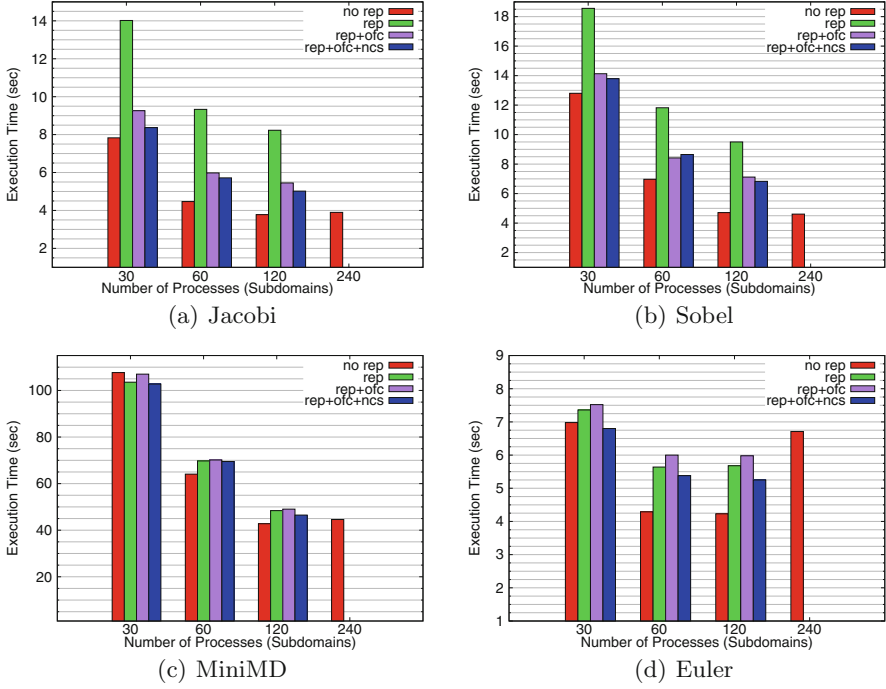 no rep
rep
rep+ofc
rep+ofc+ncs
Execution Time (sec)
14
12
10
8
6
4
2
30
60
120
240
Number of Processes (Subdomains)
(a) Jacobi
no rep
rep
rep+ofc
rep+ofc+ncs
Execution Time (sec)
18
16
14
12
10
8
6
4
2
30
60
120
240
Number of Processes (Subdomains)
(b) Sobel
no rep
rep
rep+ofc
rep+ofc+ncs
Execution Time (sec)
100
80
60
40
20
30
60
120
240
Number of Processes (Subdomains)
(c) MiniMD
no rep
rep
rep+ofc
rep+ofc+ncs
Execution Time (sec)
9
8
7
6
5
4
3
2
1
30
60
120
240
Number of Processes (Subdomains)
(d) Euler